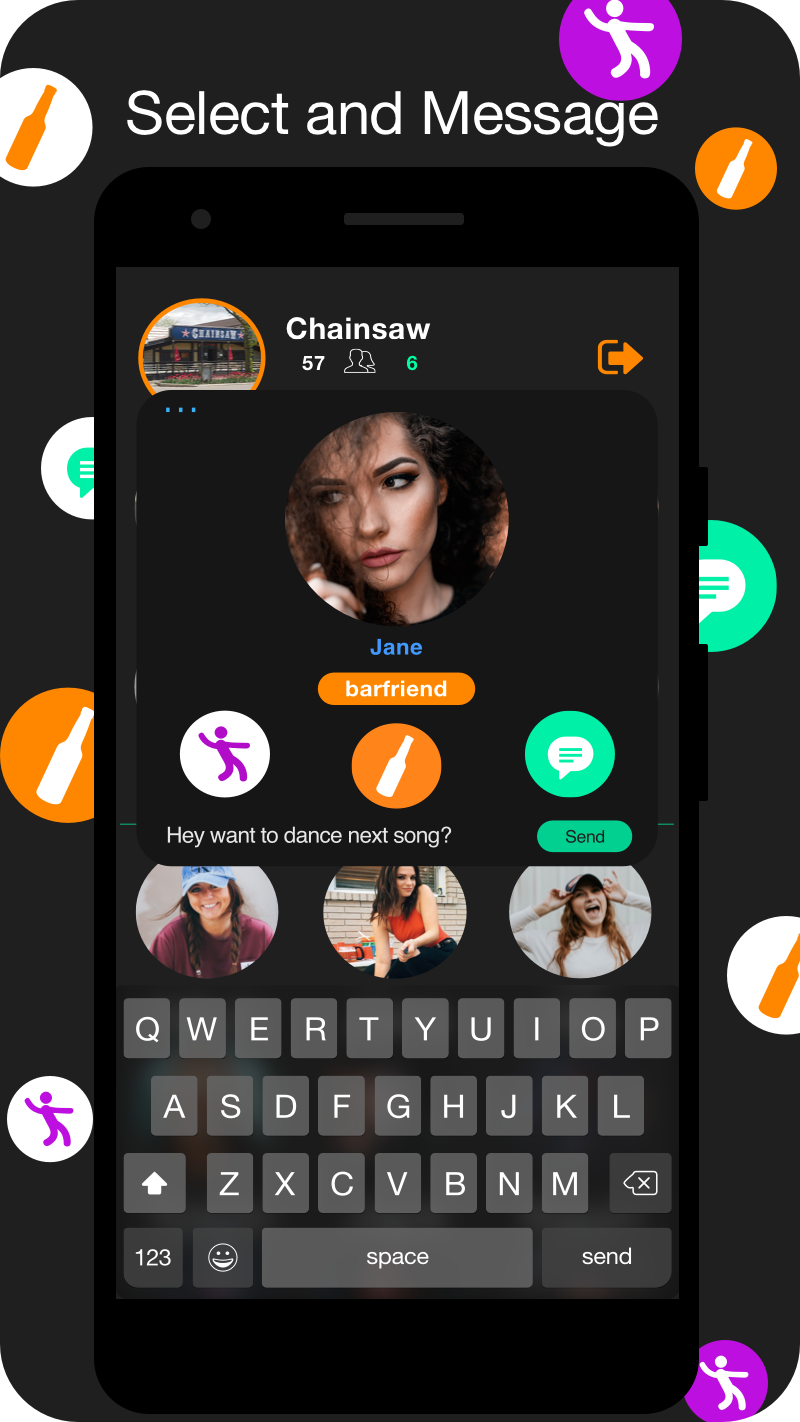 Select and Message
CHAINSAW
Chainsaw
57 6
...
Jane
barfriend
Hey want to dance next song?
Send
Q W E R T Y U I O P
A S D F G H J K L
Z X C V B N M
123 space send